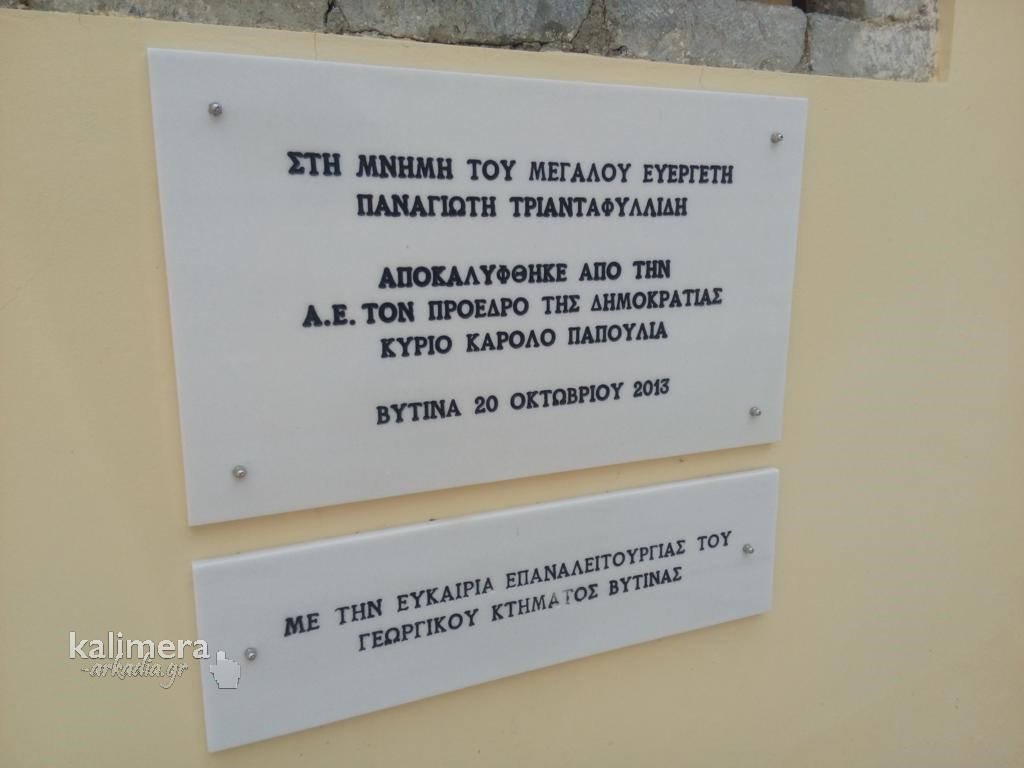 ΣΤΗ ΜΝΗΜΗ ΤΟΥ ΜΕΓΑΛΟΥ ΕΥΕΡΓΕΤΗ
ΠΑΝΑΓΙΩΤΗ ΤΡΙΑΝΤΑΦΥΛΛΙΔΗ
ΑΠΟΚΑΛΥΦΘΗΚΕ ΑΠΟ ΤΗΝ
Α.Ε. ΤΟΝ ΠΡΟΕΔΡΟ ΤΗΣ ΔΗΜΟΚΡΑΤΙΑΣ
ΚΥΡΙΟ ΚΑΡΟΛΟ ΠΑΠΟΥΛΙΑ
ΒΥΤΙΝΑ 20 ΟΚΤΩΒΡΙΟΥ 2013
ΜΕ ΤΗΝ ΕΥΚΑΙΡΙΑ ΕΠΑΝΑΛΕΙΤΟΥΡΓΙΑΣ ΤΟΥ
ΓΕΩΡΓΙΚΟΥ ΚΤΗΜΑΤΟΣ ΒΥΤΙΝΑΣ
kalimera
-arkadia.gr